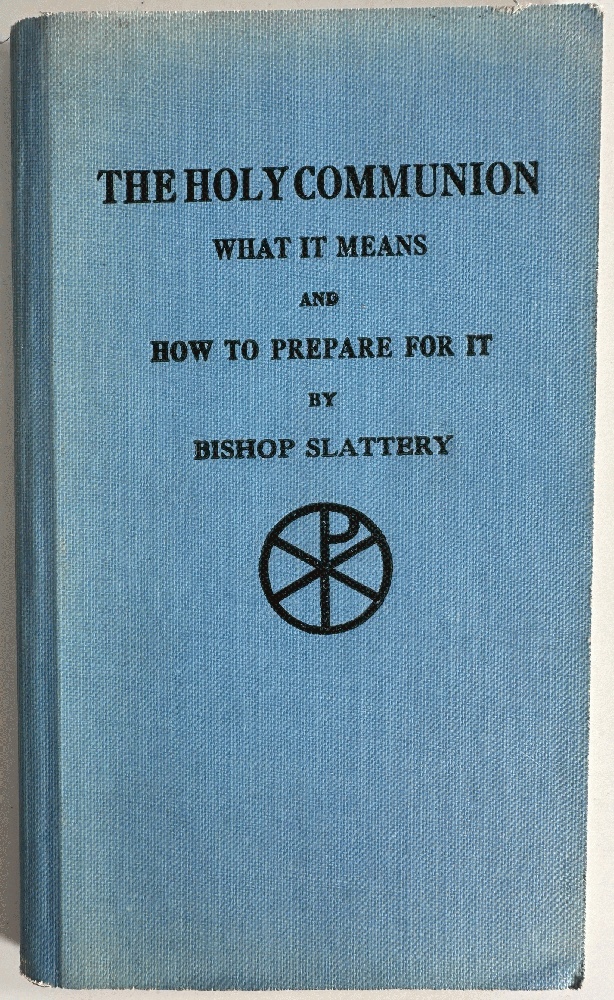 THE HOLY COMMUNION
WHAT IT MEANS
AND
HOW TO PREPARE FOR IT
BY
BISHOP SLATTERY